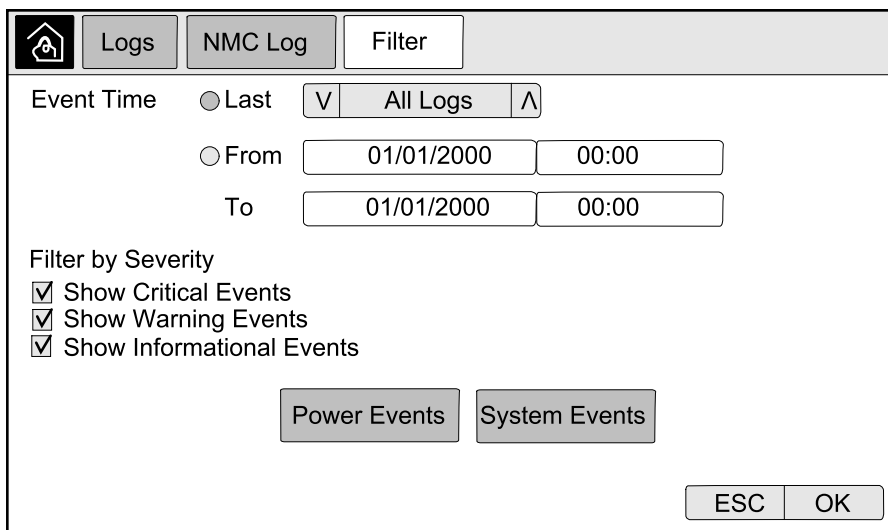 Logs NMC Log Filter
Event Time Last V All Logs Λ
From 01/01/2000 00:00
To 01/01/2000 00:00
Filter by Severity
Show Critical Events
Show Warning Events
Show Informational Events
Power Events System Events
ESC OK